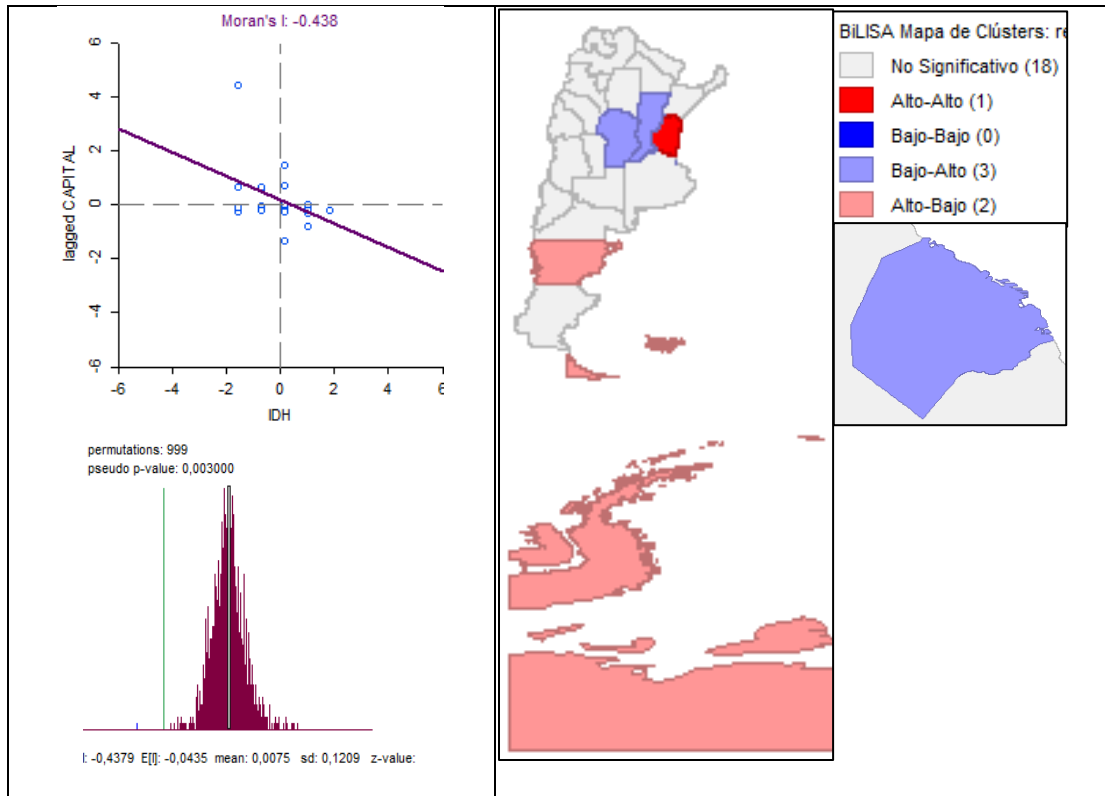 Moran's I: -0.438
6
4
2
0
-2
-4
-6
lagged CAPITAL
-6 -4 -2 0 2 4 6
IDH
permutations: 999
pseudo p-value: 0,003000
I: -0,4379 E[I]: -0,0435 mean: 0,0075 sd: 0,1209 z-value:
BiLISA Mapa de Clústers: re
No Significativo (18)
Alto-Alto (1)
Bajo-Bajo (0)
Bajo-Alto (3)
Alto-Bajo (2)